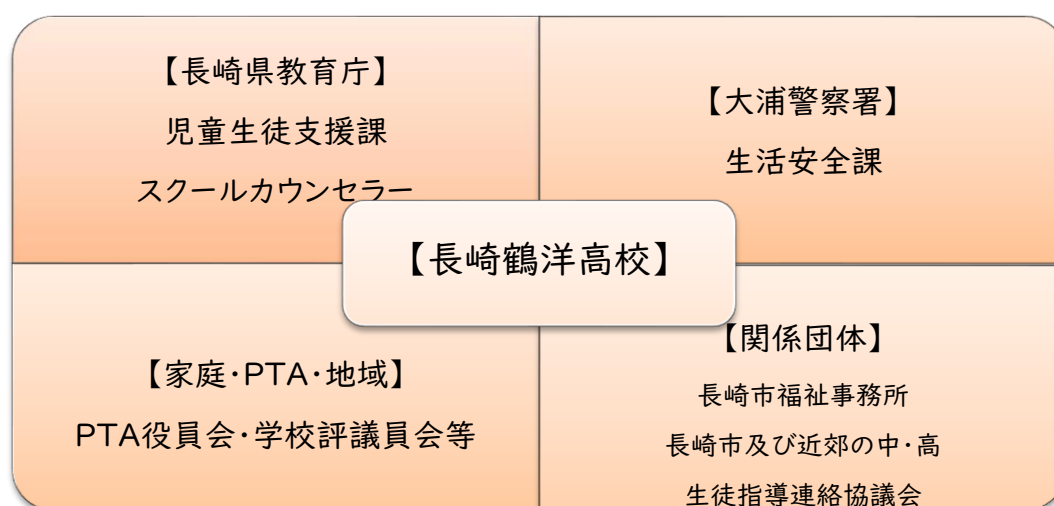 【長崎県教育庁】
児童生徒支援課
スクールカウンセラー
【大浦警察署】
生活安全課
【長崎鶴洋高校】
【家庭・PTA・地域】
PTA役員会・学校評議員会等
【関係団体】
長崎市福祉事務所
長崎市及び近郊の中・高
生徒指導連絡協議会